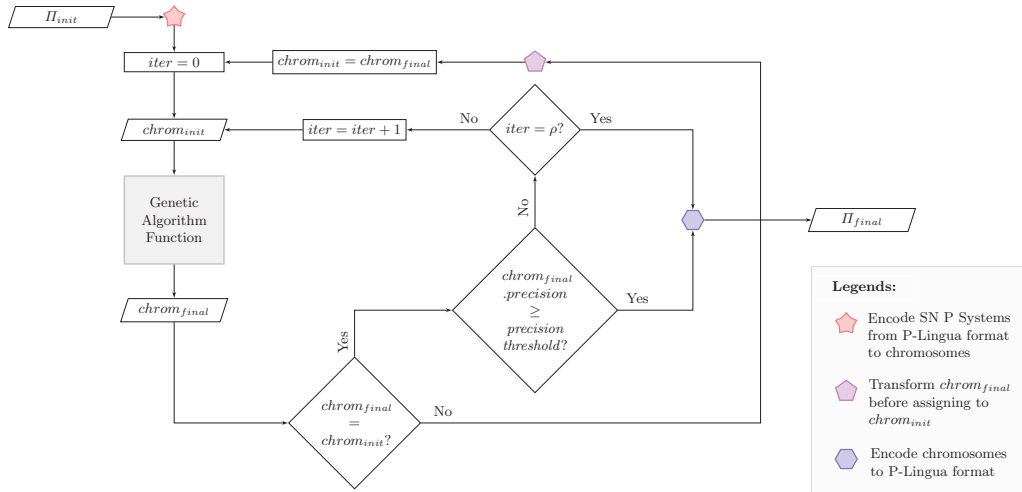 Π_init
iter = 0
chrom_init = chrom_final
chrom_init
iter = iter + 1
No
iter = ρ?
Yes
Genetic
Algorithm
Function
No
Π_final
chrom_final
.precision
≥
precision
threshold?
Yes
chrom_final
Yes
chrom_final
=
chrom_init?
No
Legends:
Encode SN P Systems
from P-Lingua format
to chromosomes
Transform chrom_final
before assigning to
chrom_init
Encode chromosomes
to P-Lingua format